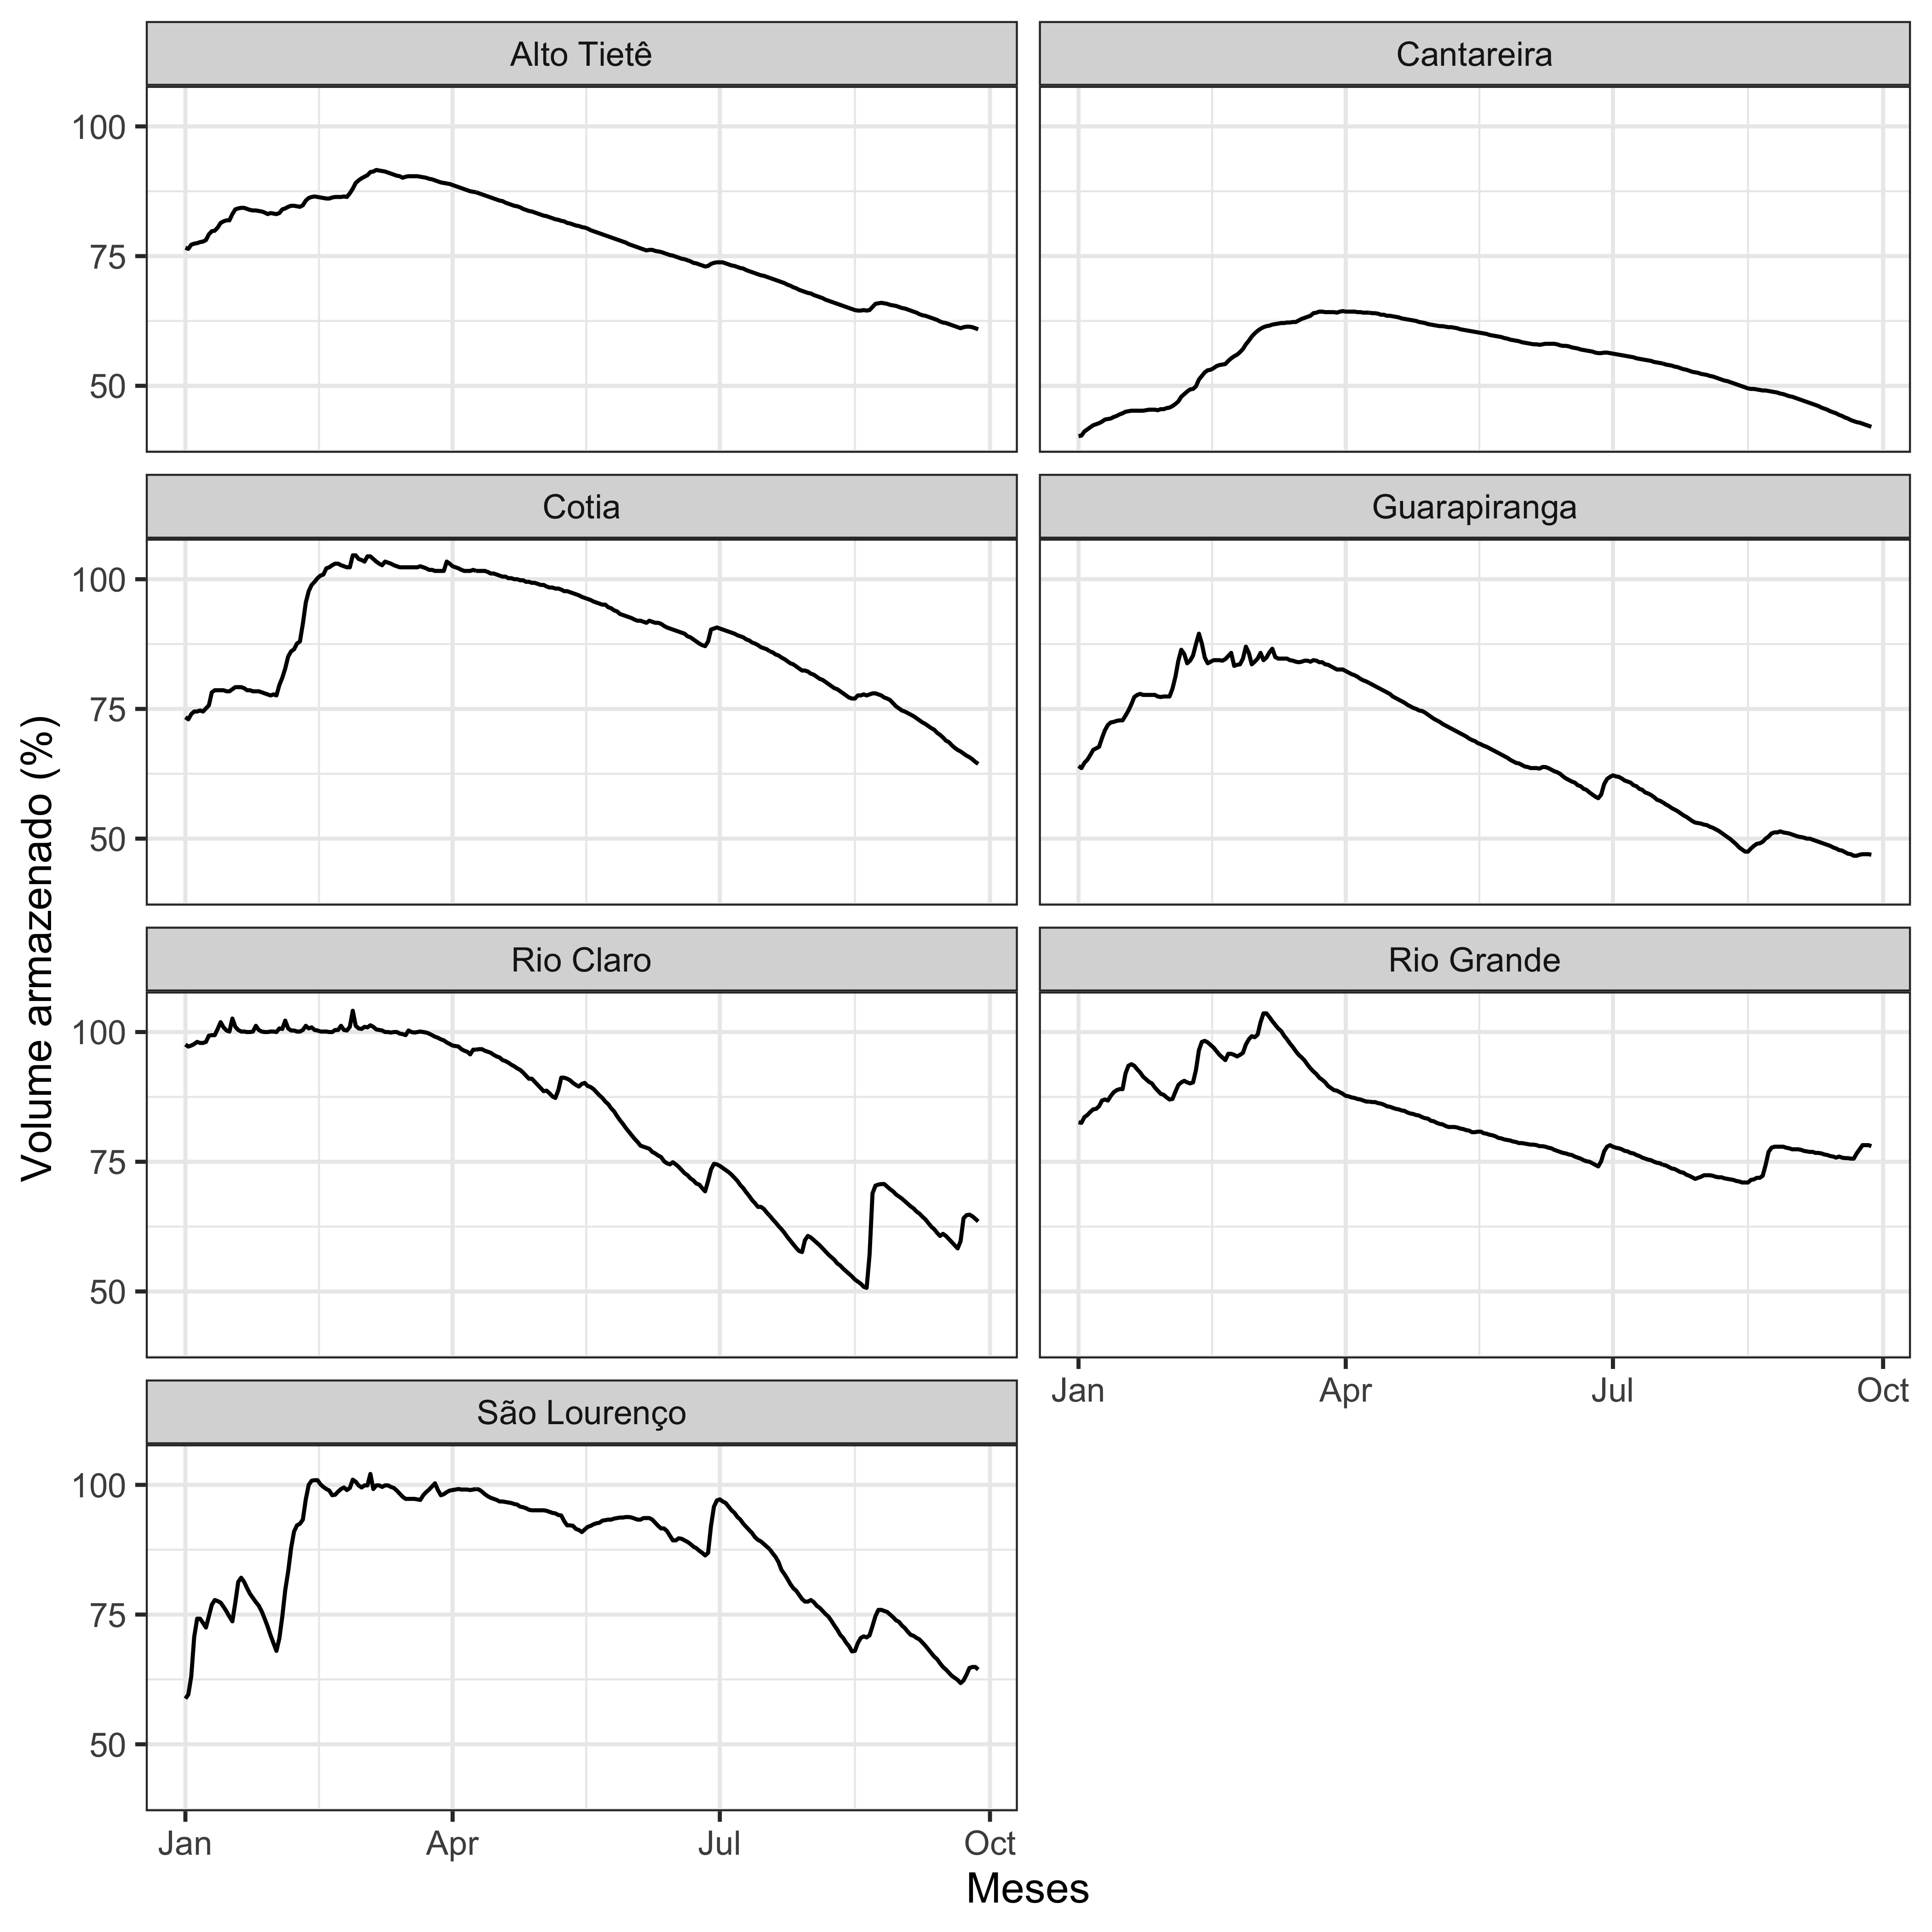 Alto Tietê
Cantareira
100
75
50
Cotia
Guarapiranga
100
75
50
Rio Claro
Rio Grande
100
75
50
Jan Apr Jul Oct
São Lourenço
100
75
50
Jan Apr Jul Oct
Meses
Volume armazenado (%)